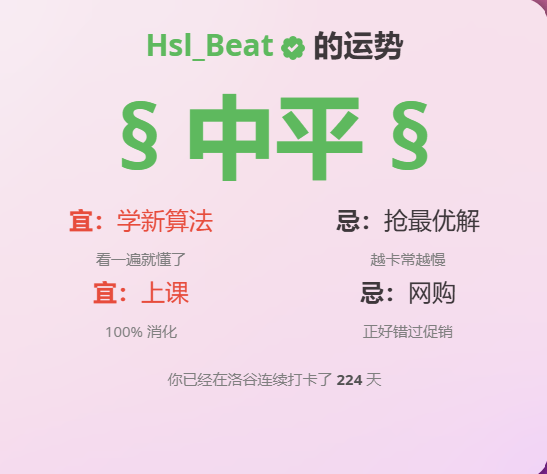 Hsl_Beat 的运势
§ 中平 §
宜：学新算法
忌：抢最优解
看一遍就懂了
越卡常越慢
宜：上课
忌：网购
100% 消化
正好错过促销
你已经在洛谷连续打卡了 224 天